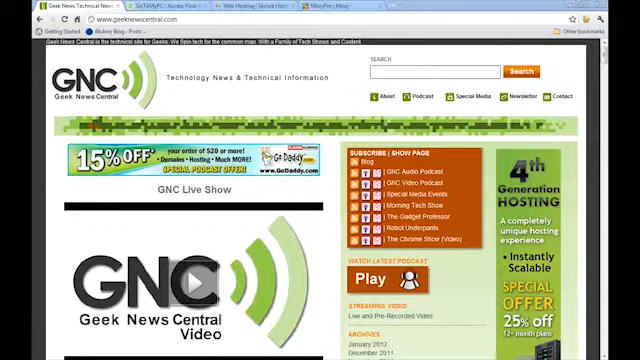 Geek News Technical New
GoToMyPC : Access Your
Web Hosting | Secure Host
MozyPro | Mozy
www.geeknewscentral.com
Getting Started
Blubrry Blog - Posts
Other bookmarks
Geek News Central is the technical site for Geeks. We Spin tech for the common man. With a Family of Tech Shows and Content.
GNC
Geek News Central
Technology News & Technical Information
SEARCH
Search
About
Podcast
Special Media
Newsletter
Contact
15% OFF*
your order of $20 or more!
• Domains • Hosting • Much MORE!
SPECIAL PODCAST OFFER!
Go Daddy
www.GoDaddy.com
GNC Live Show
GNC
Geek News Central
Video
SUBSCRIBE | SHOW PAGE
Blog
| GNC Audio Podcast
| GNC Video Podcast
| Special Media Events
| Morning Tech Show
| The Gadget Professor
| Robot Underpants
| The Chrome Show (Video)
WATCH LATEST PODCAST
Play
STREAMING VIDEO
Live and Pre-Recorded Video
ARCHIVES
January 2012
December 2011
4th
Generation
HOSTING
A completely
unique hosting
experience
• Instantly
Scalable
SPECIAL
OFFER
25% off
12+ month plans